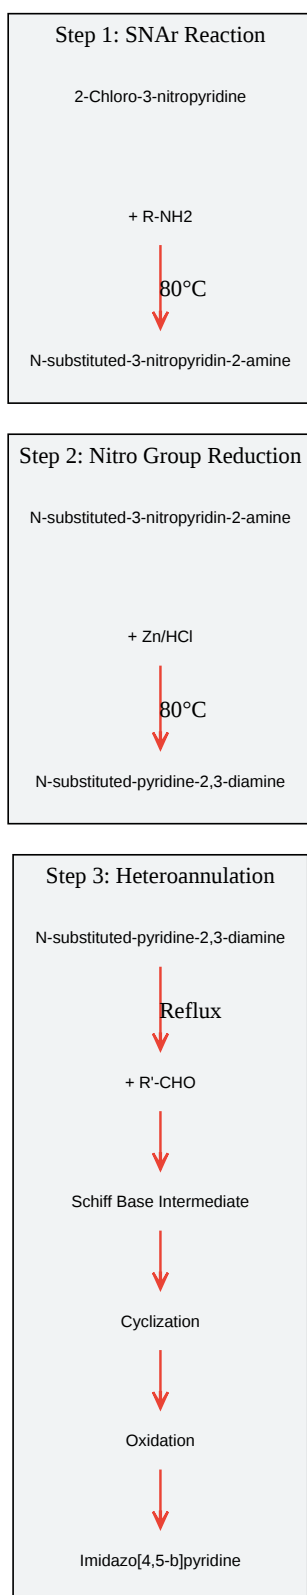 Step 1: SNAr Reaction
2-Chloro-3-nitropyridine
+ R-NH2
80°C
N-substituted-3-nitropyridin-2-amine
Step 2: Nitro Group Reduction
N-substituted-3-nitropyridin-2-amine
+ Zn/HCl
80°C
N-substituted-pyridine-2,3-diamine
Step 3: Heteroannulation
N-substituted-pyridine-2,3-diamine
Reflux
+ R'-CHO
Schiff Base Intermediate
Cyclization
Oxidation
Imidazo[4,5-b]pyridine